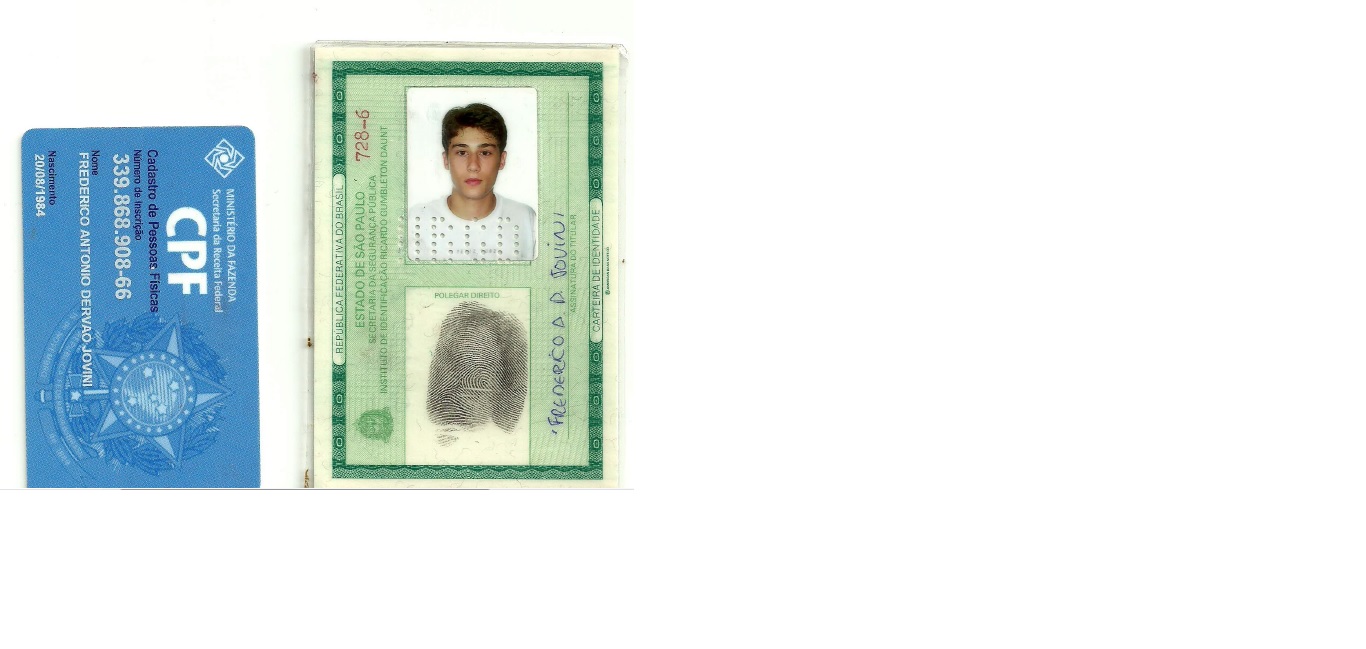 MINISTÉRIO DA FAZENDA
Secretaria da Receita Federal
CPF
Cadastro de Pessoas Físicas
Número de Inscrição
339.868.908-66
Nome
FREDERICO ANTONIO DERVAO JOVINI
Nascimento
20/08/1984
REPÚBLICA FEDERATIVA DO BRASIL
728-6
ESTADO DE SÃO PAULO
SECRETARIA DA SEGURANÇA PÚBLICA
INSTITUTO DE IDENTIFICAÇÃO RICARDO GUMBLETON DAUNT
POLEGAR DIREITO
FREDERICO A D JOVINI
ASSINATURA DO TITULAR
CARTEIRA DE IDENTIDADE